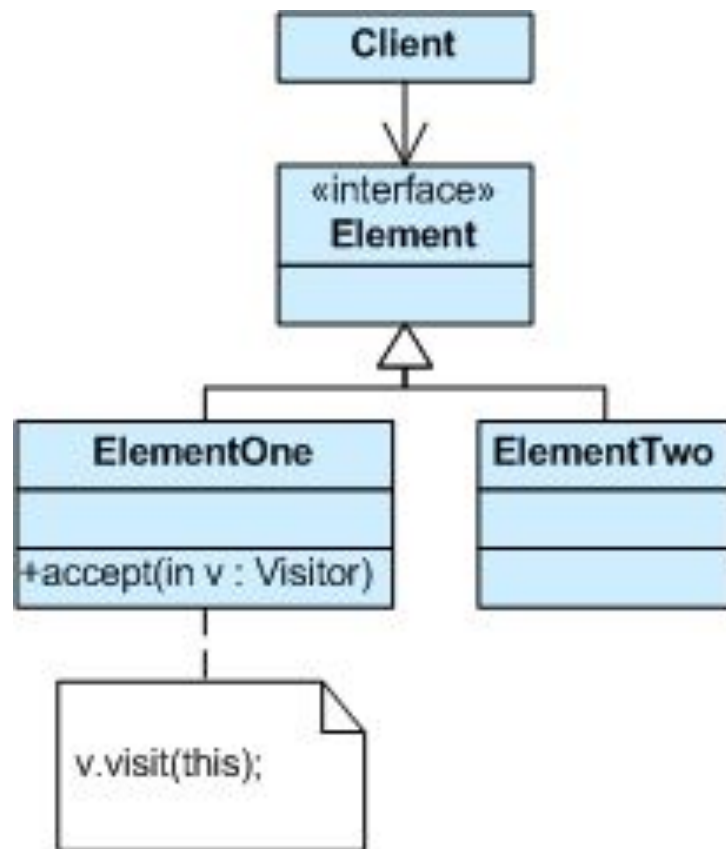 Client
«interface»
Element
ElementOne
ElementTwo
+accept(in v : Visitor)
v.visit(this);